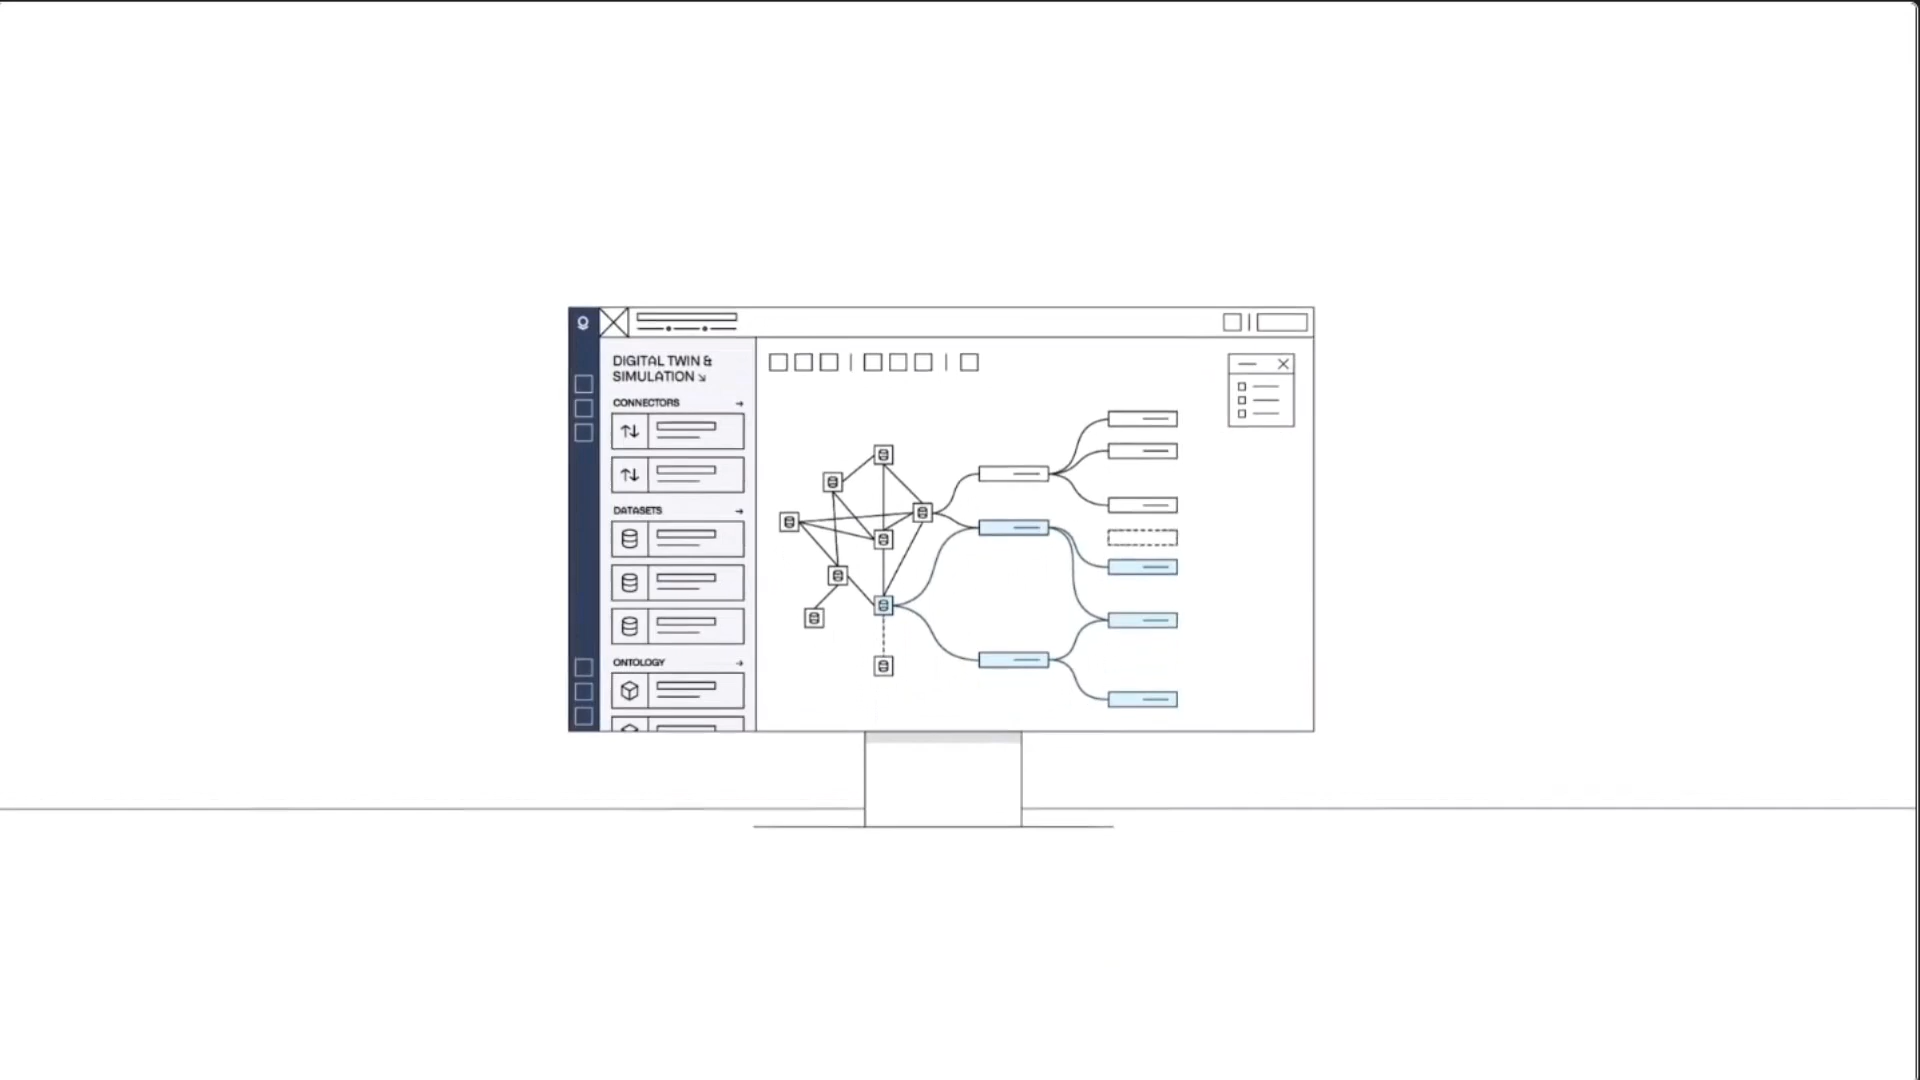 DIGITAL TWIN &
SIMULATION ↘
CONNECTORS →
DATASETS →
ONTOLOGY →